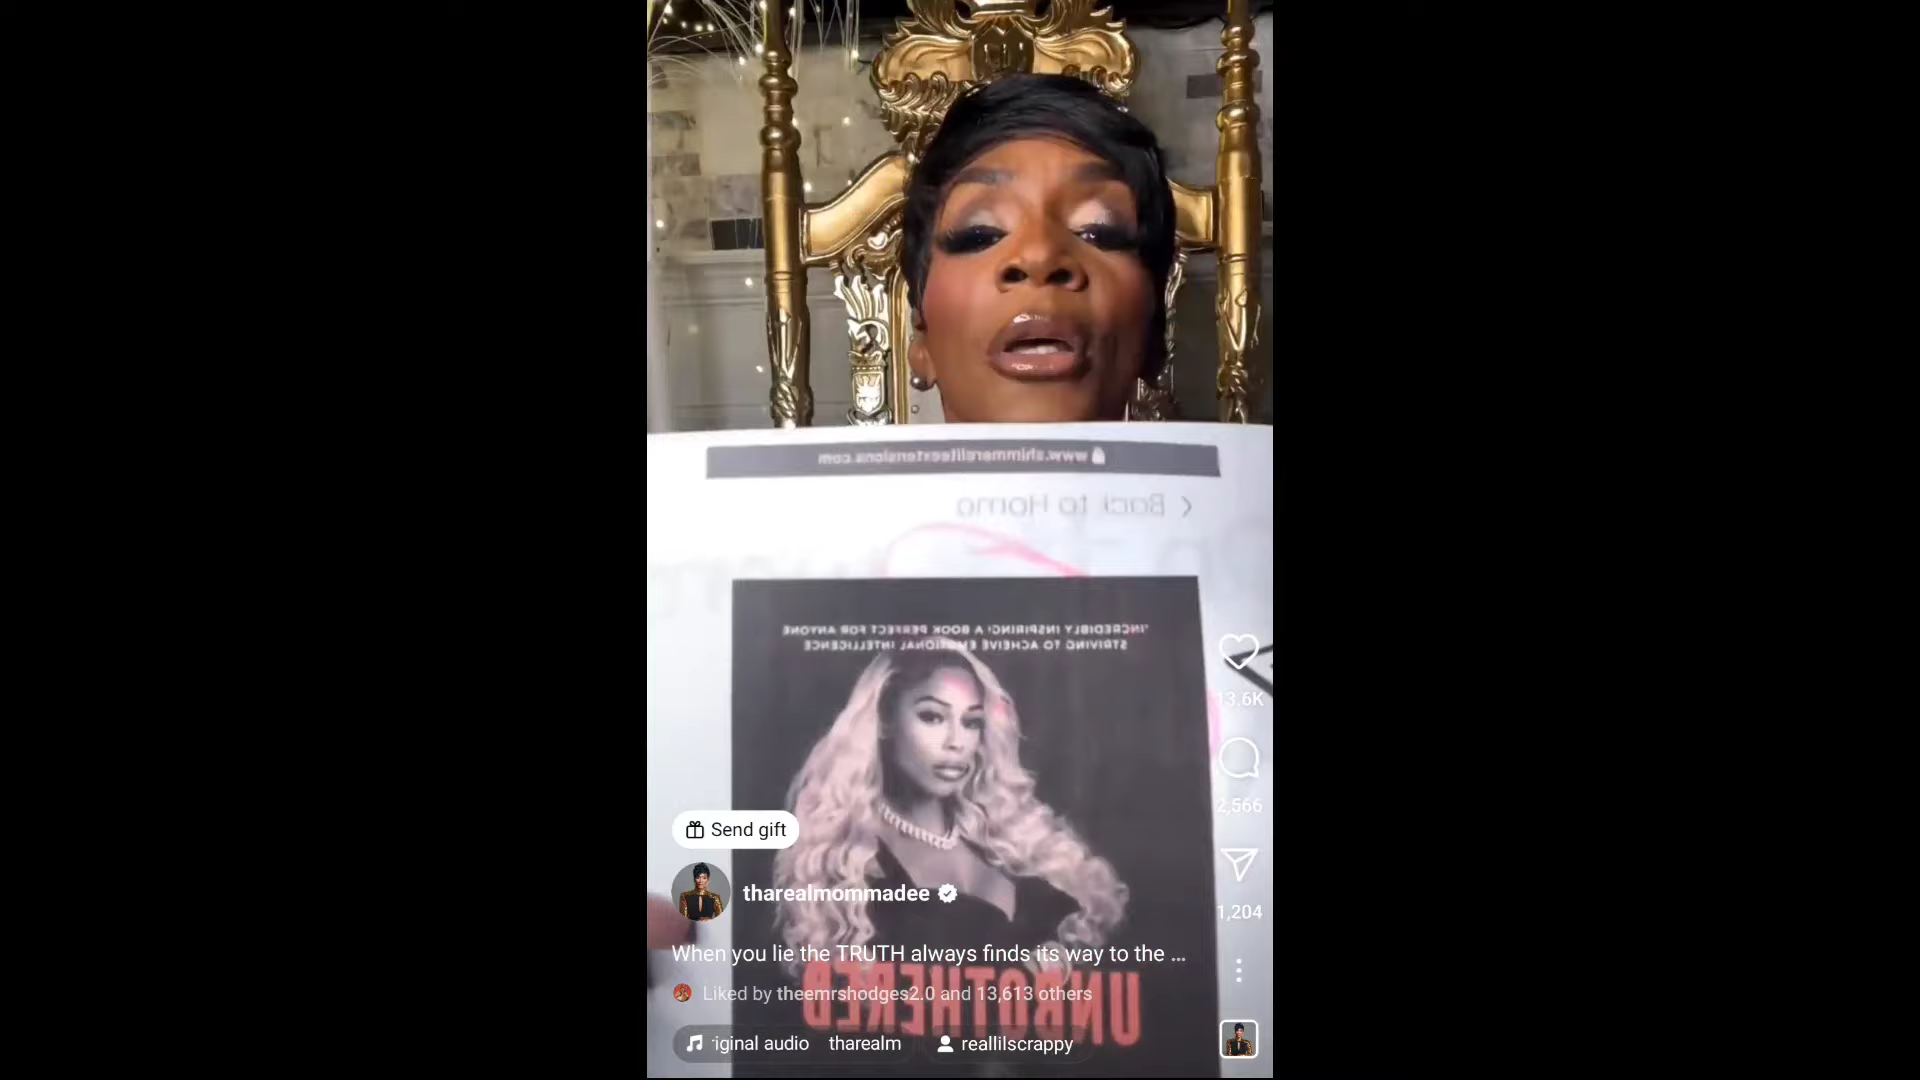 www.shimmereliteextensions.com
< Back to Home
"INCREDIBLY INSPIRING! A BOOK PERFECT FOR ANYONE
STRIVING TO ACHEIVE EMOTIONAL INTELLIGENCE
13.6K
2,566
Send gift
tharealmommadee
1,204
When you lie the TRUTH always finds its way to the ...
Liked by theemrshodges2.0 and 13,613 others
UNBOTHERED
iginal audio tharealm reallilscrappy